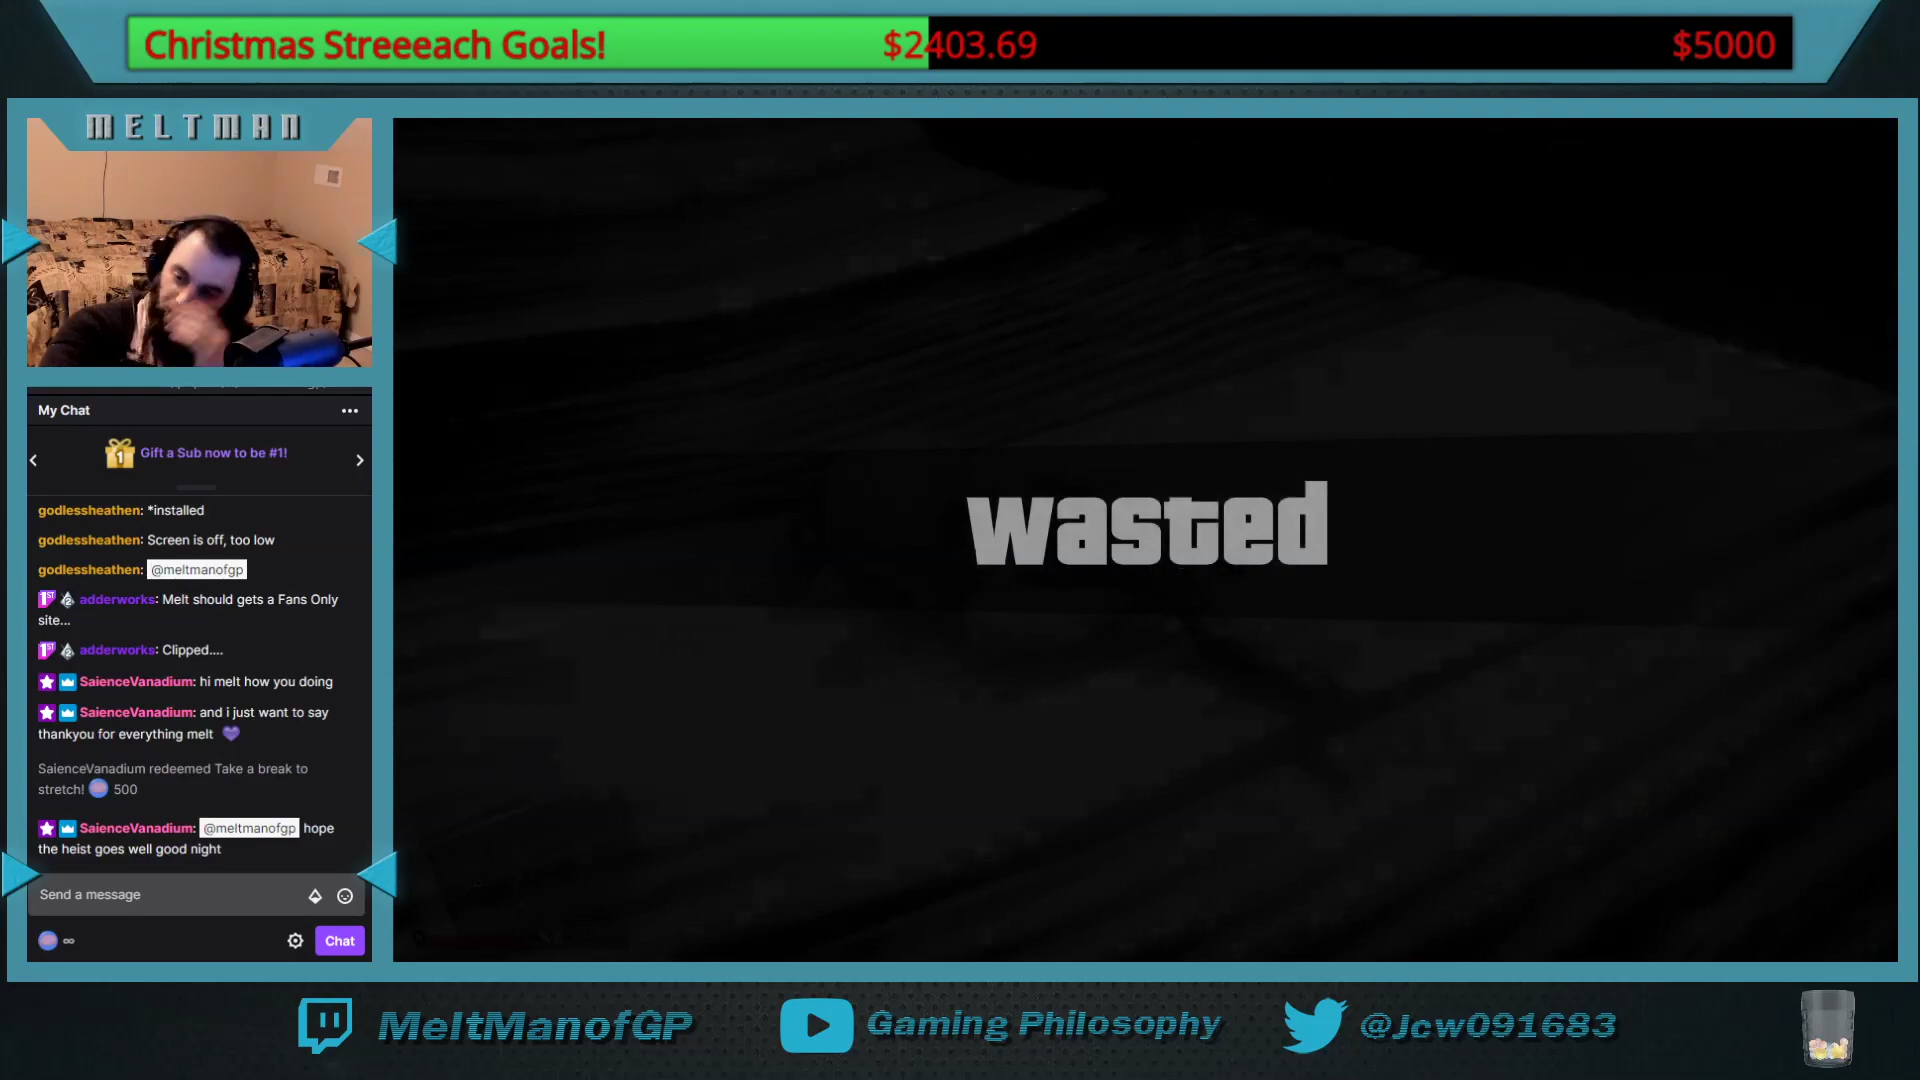 Christmas Streeeach Goals! $2403.69 $5000
MELTMAN
My Chat
Gift a Sub now to be #1!
godlessheathen: *installed
godlessheathen: Screen is off, too low
godlessheathen: @meltmanofgp
adderworks: Melt should gets a Fans Only
site...
adderworks: Clipped....
SaienceVanadium: hi melt how you doing
SaienceVanadium: and i just want to say
thankyou for everything melt
SaienceVanadium redeemed Take a break to
stretch! 500
SaienceVanadium: @meltmanofgp hope
the heist goes well good night
Send a message
∞
Chat
wasted
MeltManofGP
Gaming Philosophy
@Jcw091683